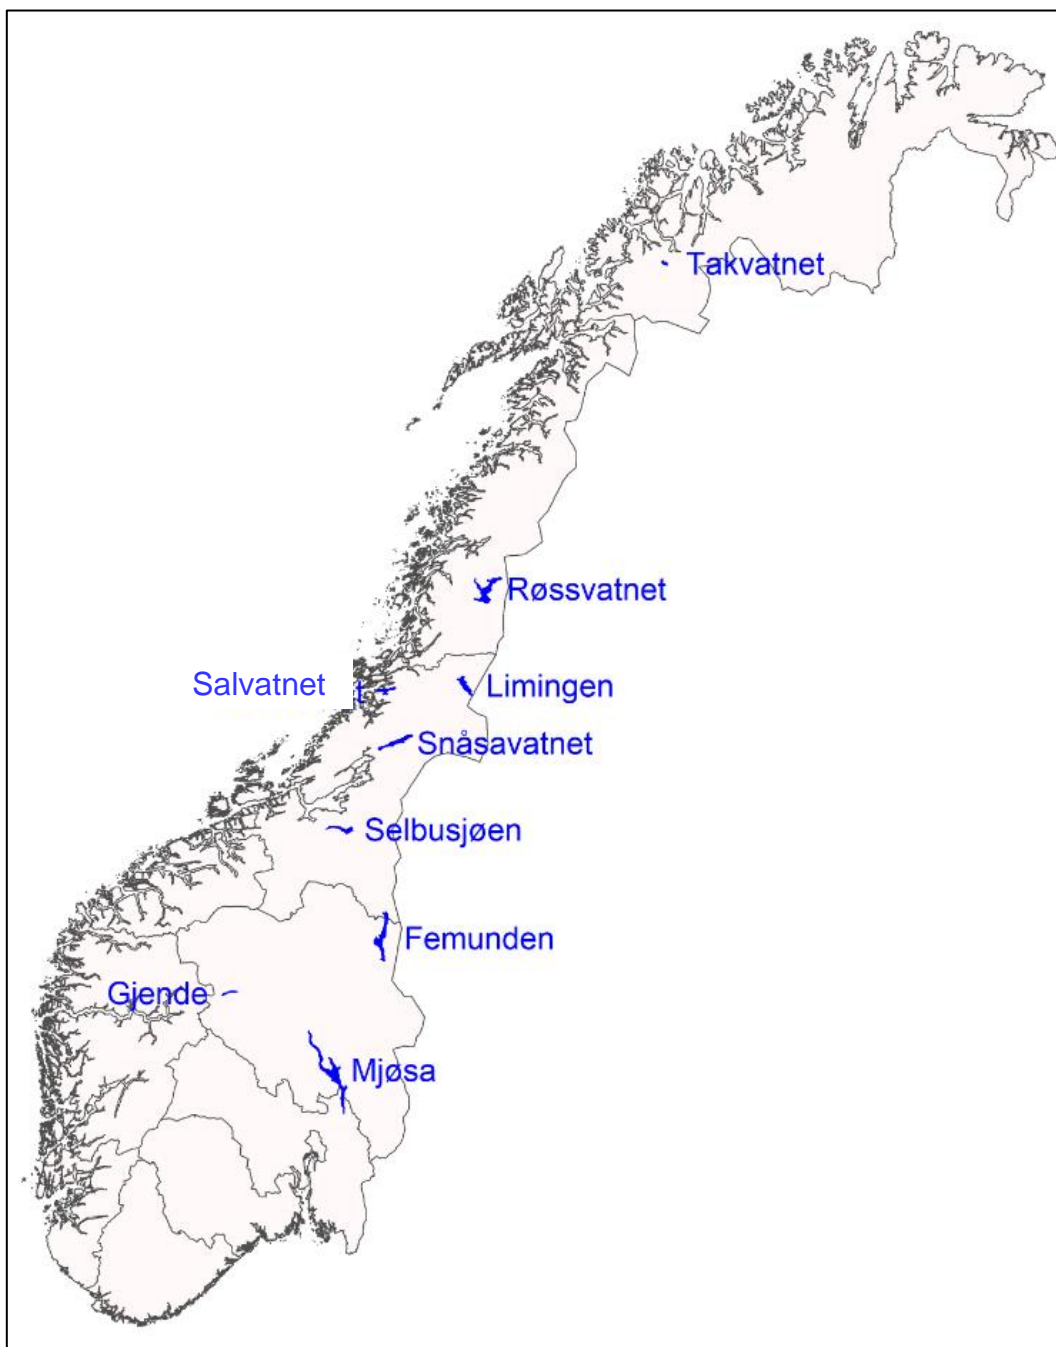 Takvatnet
Røssvatnet
Salvatnet
Limingen
Snåsavatnet
Selbusjøen
Femunden
Gjende
Mjøsa